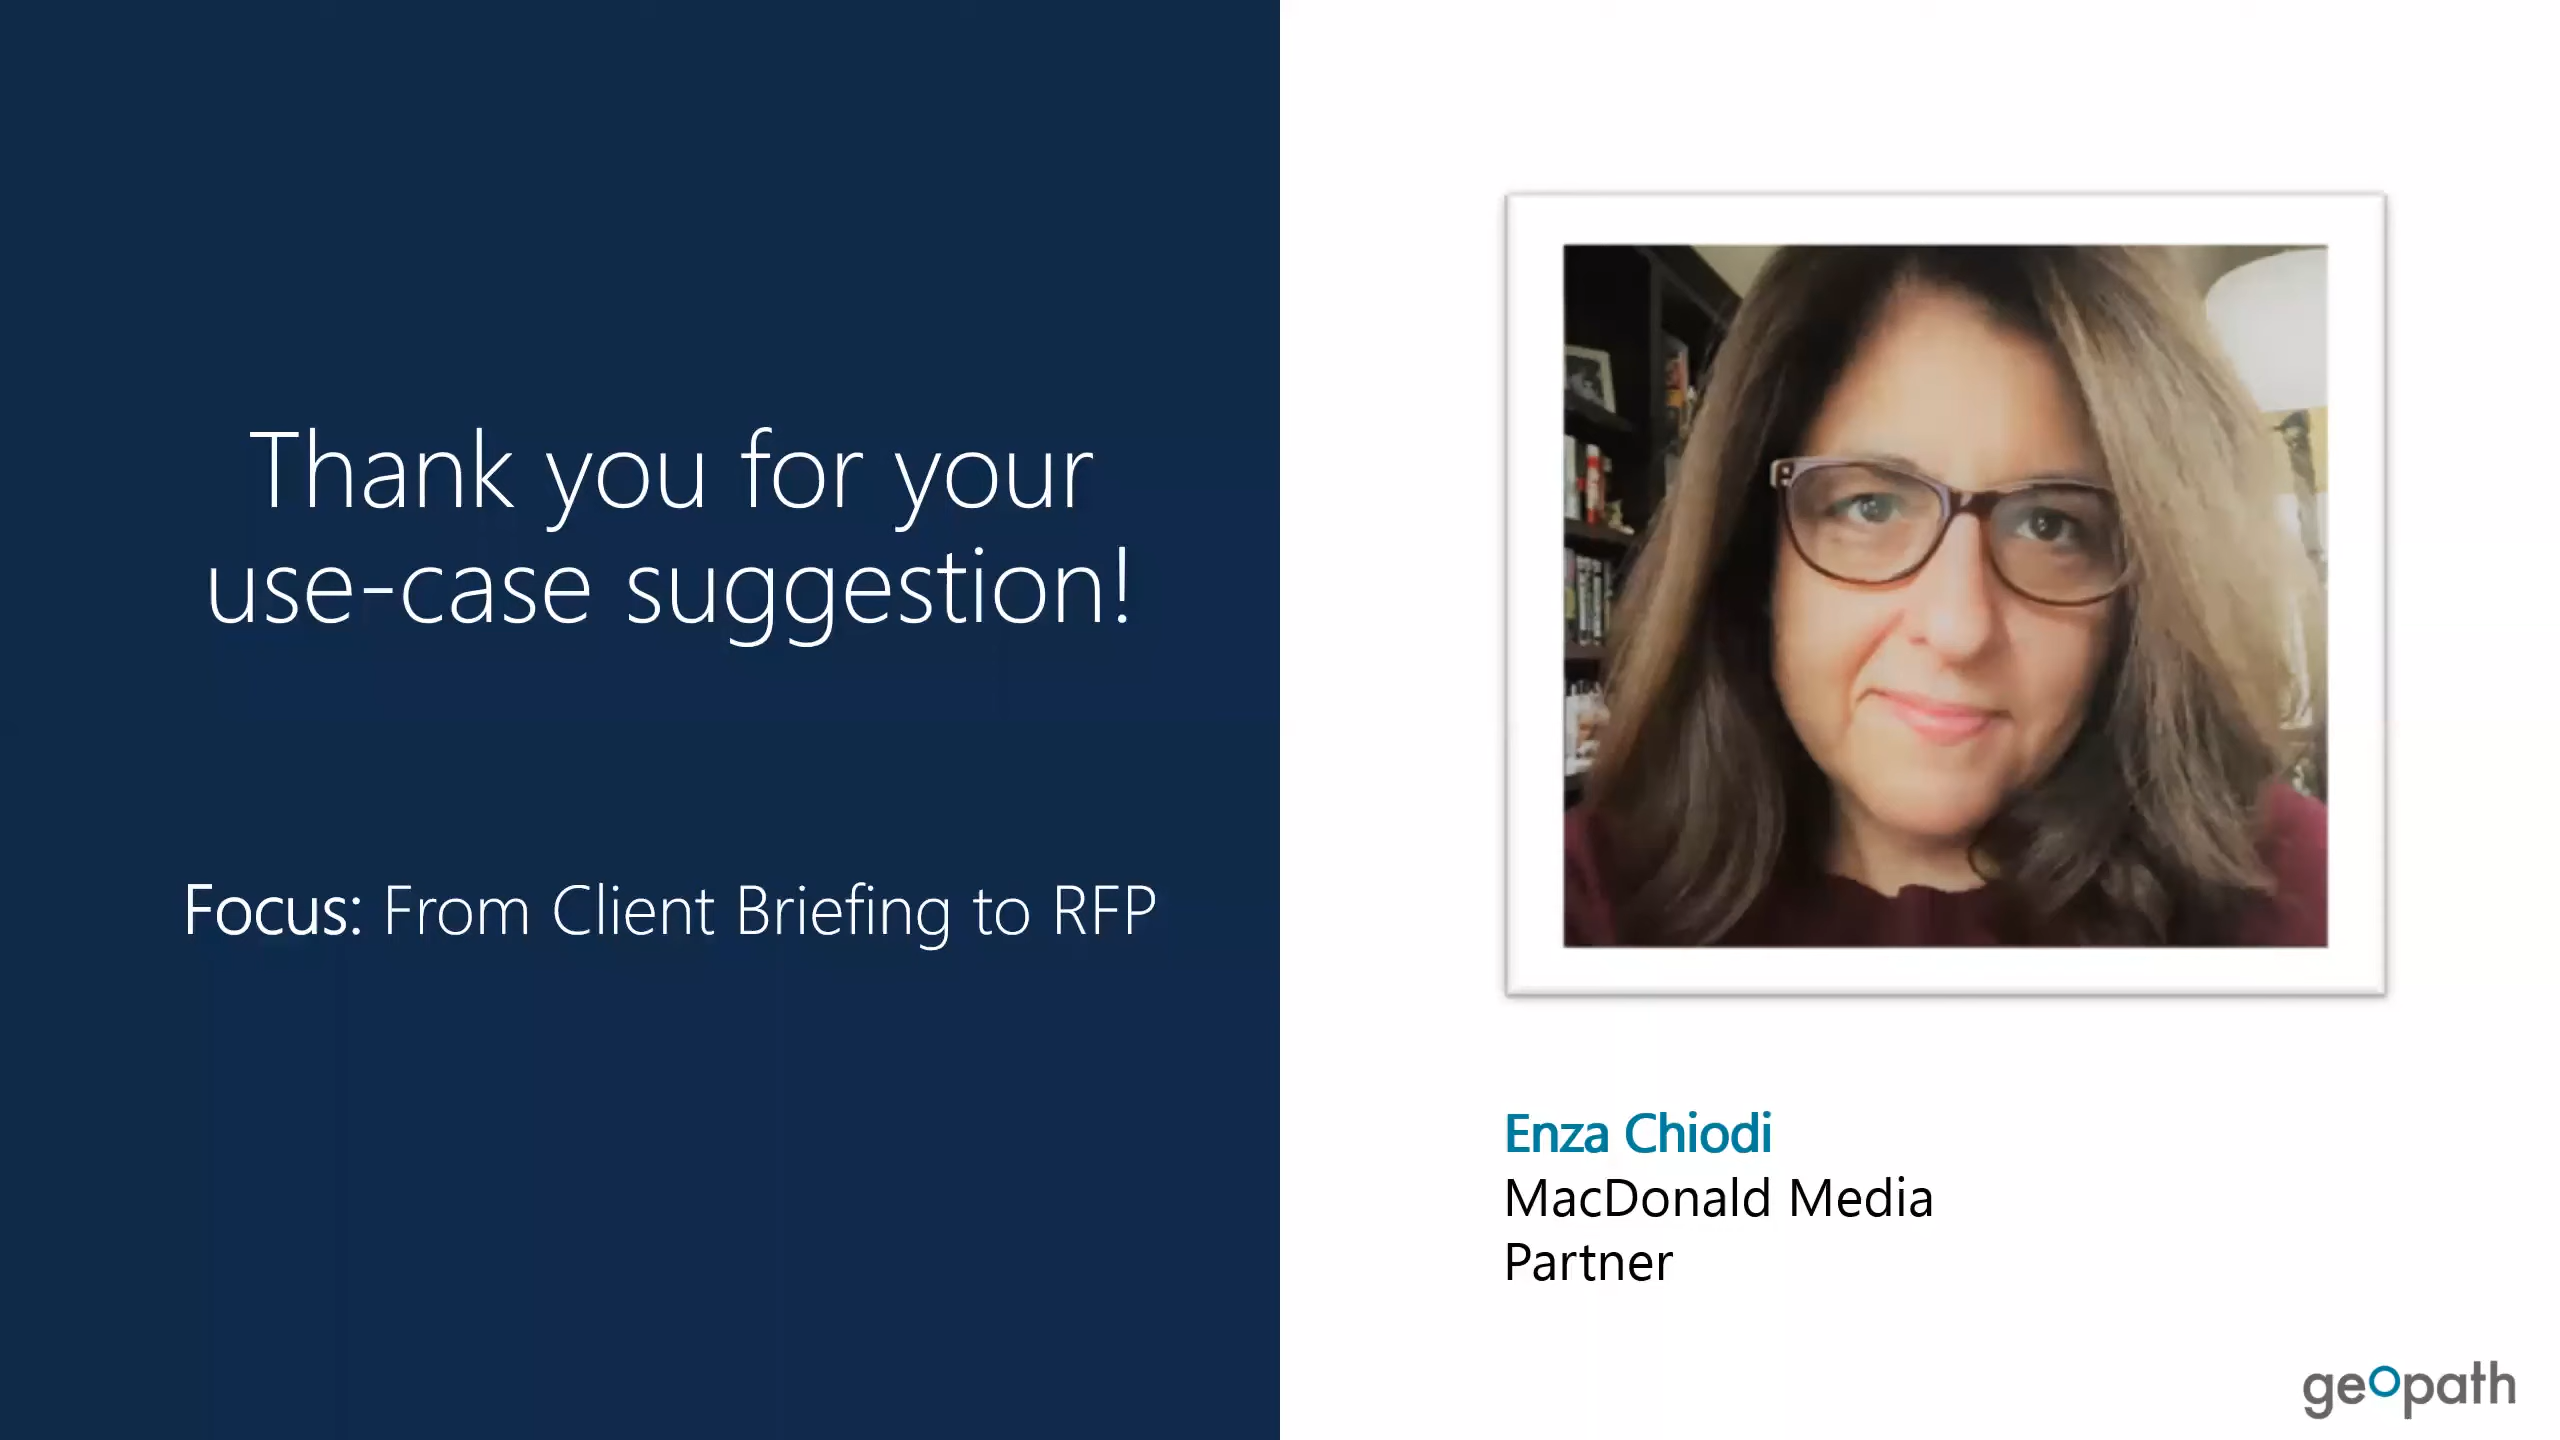 Thank you for your
use-case suggestion!
Focus: From Client Briefing to RFP
Enza Chiodi
MacDonald Media
Partner
geopath